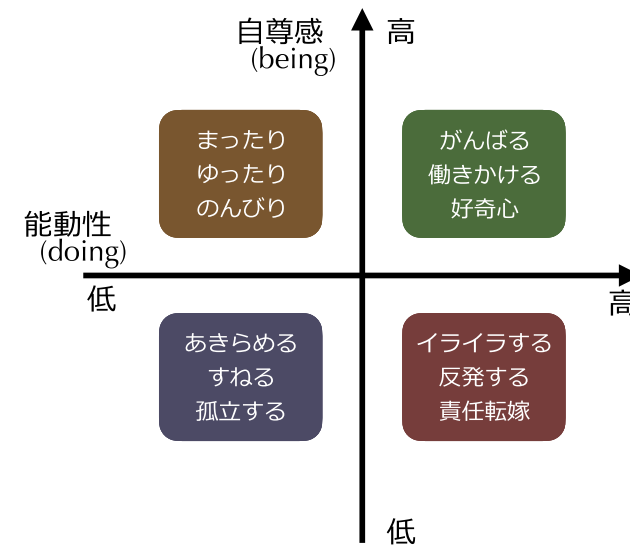 自尊感
(being)
高
まったり
ゆったり
のんびり
がんばる
働きかける
好奇心
能動性
(doing)
低
高
あきらめる
すねる
孤立する
イライラする
反発する
責任転嫁
低